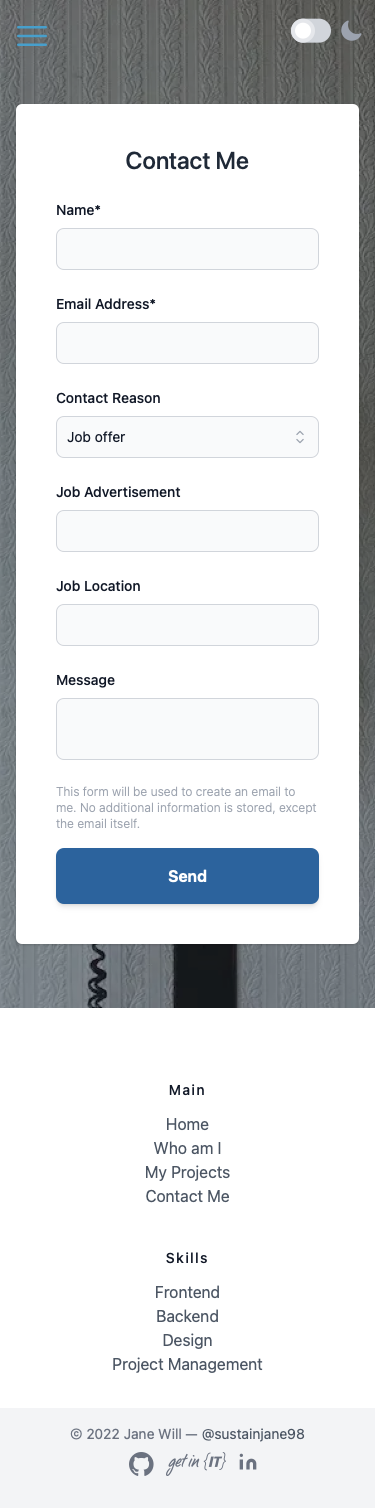 Contact Me
Name*
Email Address*
Contact Reason
Job offer
Job Advertisement
Job Location
Message
This form will be used to create an email to
me. No additional information is stored, except
the email itself.
Send
Main
Home
Who am I
My Projects
Contact Me
Skills
Frontend
Backend
Design
Project Management
© 2022 Jane Will — @sustainjane98
get in {IT}
in